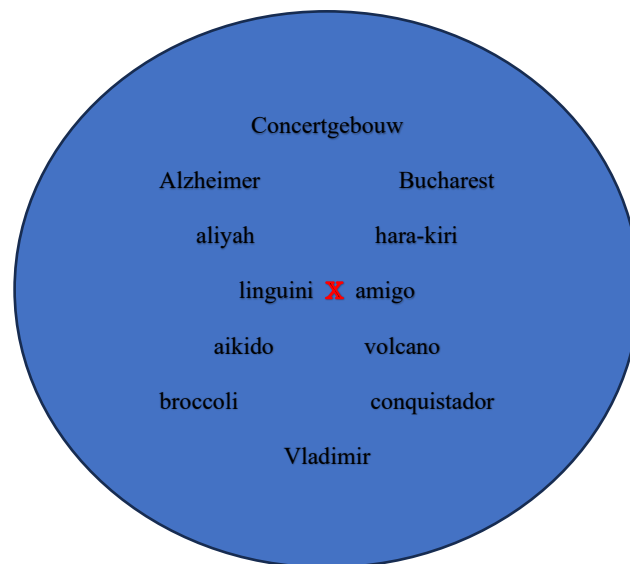 Concertgebouw
Alzheimer Bucharest
aliyah hara-kiri
linguini X amigo
aikido volcano
broccoli conquistador
Vladimir